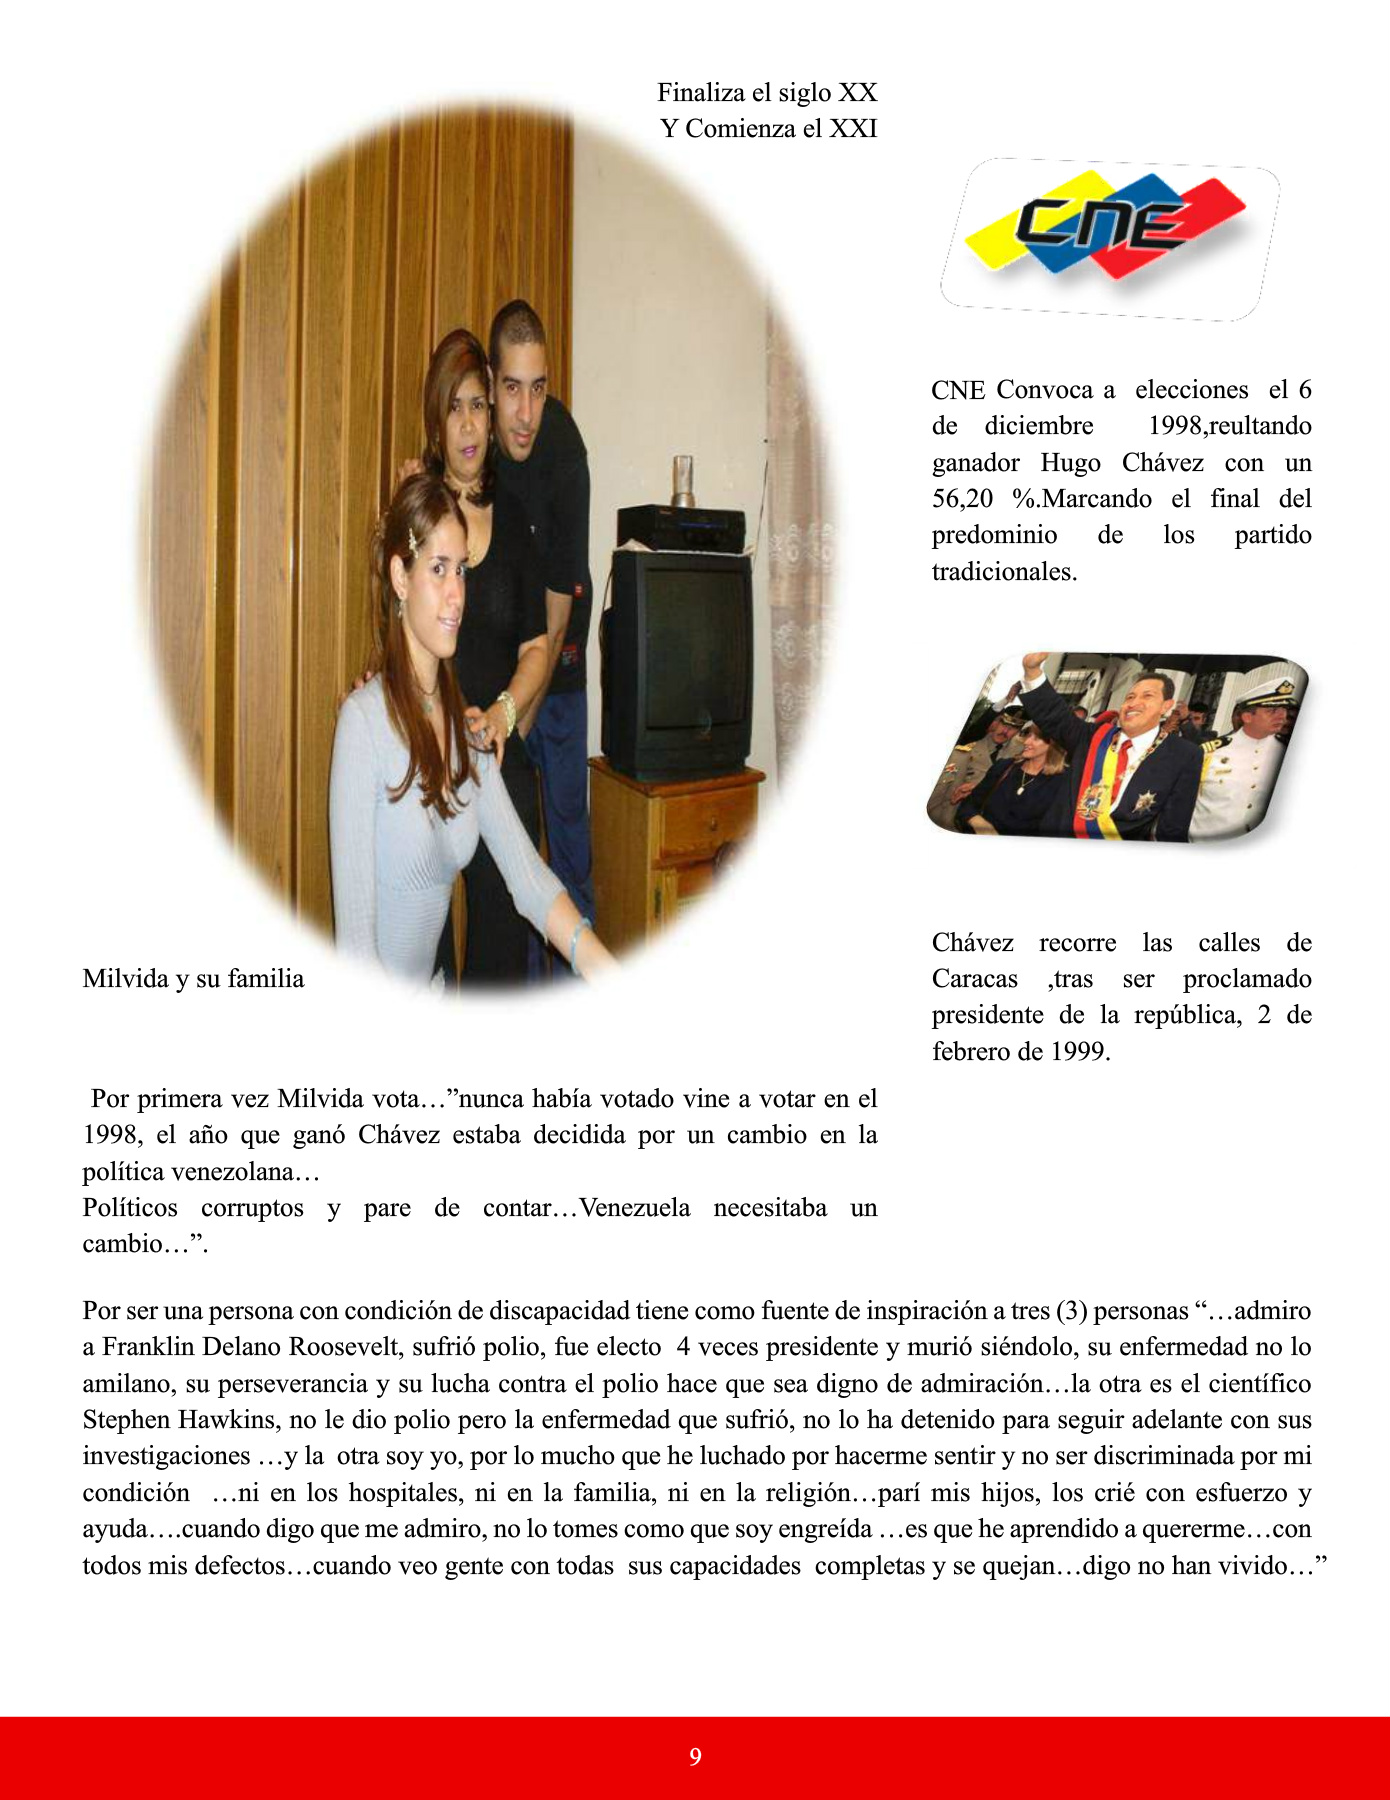 Finaliza el siglo XX
Y Comienza el XXI
Milvida y su familia
Por primera vez Milvida vota…”nunca había votado vine a votar en el
1998, el año que ganó Chávez estaba decidida por un cambio en la
política venezolana…
Políticos corruptos y pare de contar…Venezuela necesitaba un
cambio…”.
CNE
CNE Convoca a elecciones el 6
de diciembre 1998,reultando
ganador Hugo Chávez con un
56,20 %.Marcando el final del
predominio de los partido
tradicionales.
Chávez recorre las calles de
Caracas ,tras ser proclamado
presidente de la república, 2 de
febrero de 1999.
Por ser una persona con condición de discapacidad tiene como fuente de inspiración a tres (3) personas “…admiro
a Franklin Delano Roosevelt, sufrió polio, fue electo 4 veces presidente y murió siéndolo, su enfermedad no lo
amilano, su perseverancia y su lucha contra el polio hace que sea digno de admiración…la otra es el científico
Stephen Hawkins, no le dio polio pero la enfermedad que sufrió, no lo ha detenido para seguir adelante con sus
investigaciones …y la otra soy yo, por lo mucho que he luchado por hacerme sentir y no ser discriminada por mi
condición …ni en los hospitales, ni en la familia, ni en la religión…parí mis hijos, los crié con esfuerzo y
ayuda….cuando digo que me admiro, no lo tomes como que soy engreída …es que he aprendido a quererme…con
todos mis defectos…cuando veo gente con todas sus capacidades completas y se quejan…digo no han vivido…”
9